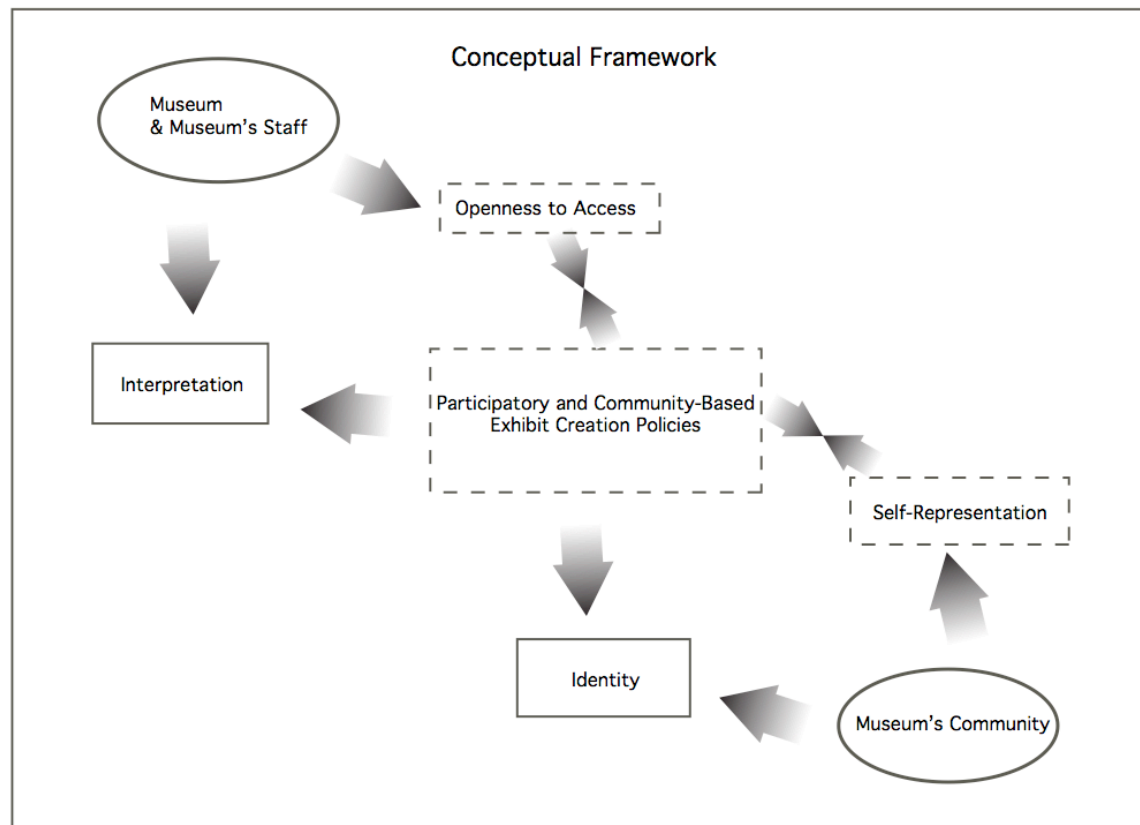 Conceptual Framework
Museum
& Museum's Staff
Openness to Access
Interpretation
Participatory and Community-Based
Exhibit Creation Policies
Self-Representation
Identity
Museum's Community